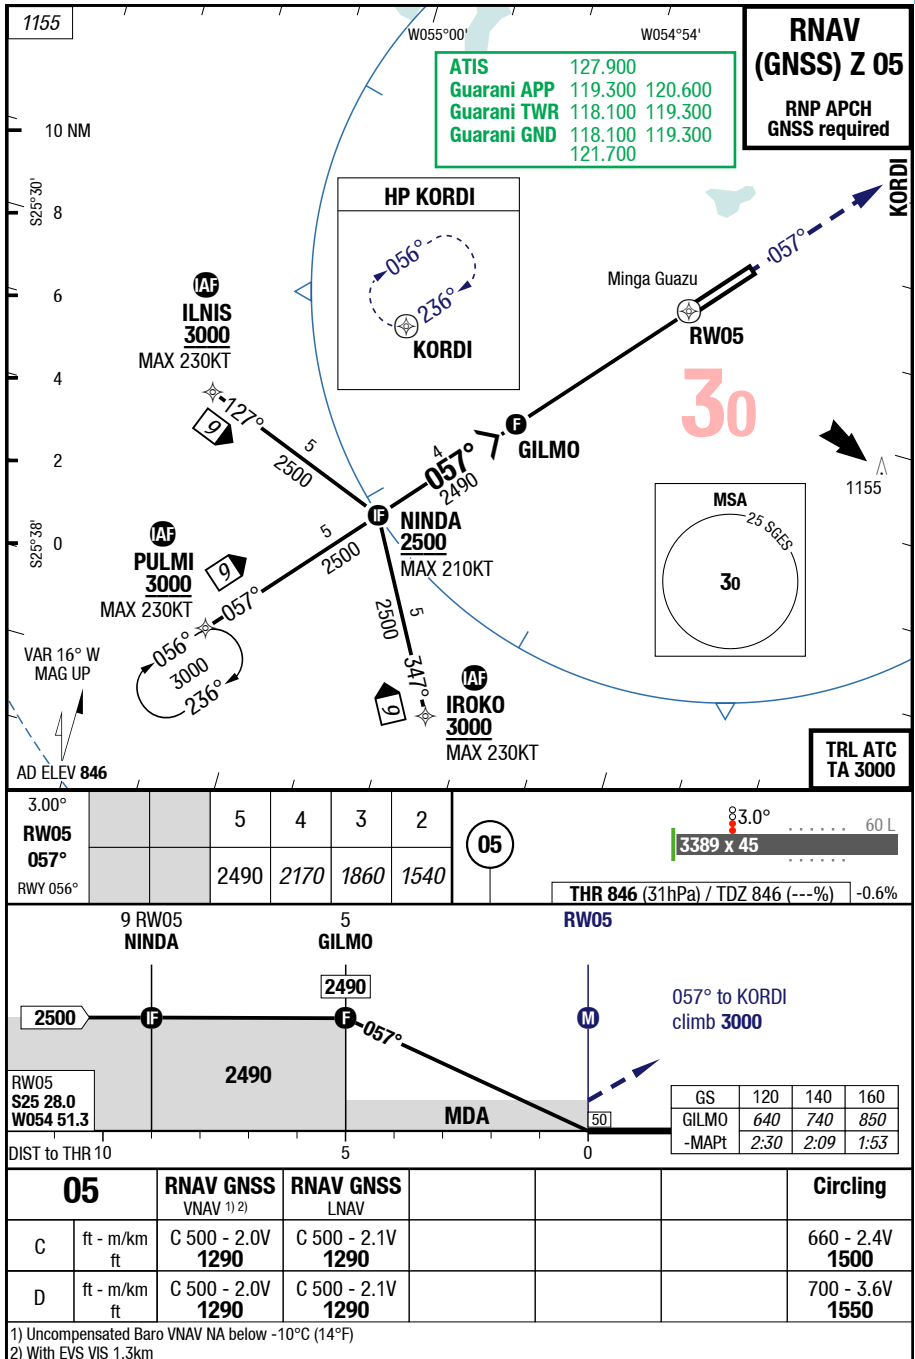 1155
RNAV
(GNSS) Z 05
RNP APCH
GNSS required
W055°00'
W054°54'
ATIS 127.900
Guarani APP 119.300 120.600
Guarani TWR 118.100 119.300
Guarani GND 118.100 119.300
121.700
10 NM
S25°30'
8
6
4
2
0
S25°38'
HP KORDI
056°
236°
KORDI
KORDI
057°
Minga Guazu
RW05
30
IAF
ILNIS
3000
MAX 230KT
127°
9
5
2500
F
GILMO
4
057°
2490
1155
IF
NINDA
2500
MAX 210KT
MSA
25 SGES
30
IAF
PULMI
3000
MAX 230KT
9
5
2500
057°
056°
3000
236°
5
2500
347°
9
IAF
IROKO
3000
MAX 230KT
VAR 16° W
MAG UP
AD ELEV 846
TRL ATC
TA 3000
3.00°
RW05
057°
RWY 056°
5 4 3 2
2490 2170 1860 1540
05
3.0°
60 L
3389 x 45
THR 846 (31hPa) / TDZ 846 (---%) -0.6%
9 RW05
NINDA
5
GILMO
RW05
2490
2500
IF
F
057°
M
057° to KORDI
climb 3000
2490
RW05
S25 28.0
W054 51.3
MDA
50
GS 120 140 160
GILMO 640 740 850
-MAPt 2:30 2:09 1:53
DIST to THR 10 5 0
05
RNAV GNSS
VNAV 1) 2)
RNAV GNSS
LNAV
Circling
C ft - m/km C 500 - 2.0V C 500 - 2.1V 660 - 2.4V
ft 1290 1290 1500
D ft - m/km C 500 - 2.0V C 500 - 2.1V 700 - 3.6V
ft 1290 1290 1550
1) Uncompensated Baro VNAV NA below -10°C (14°F)
2) With EVS VIS 1.3km